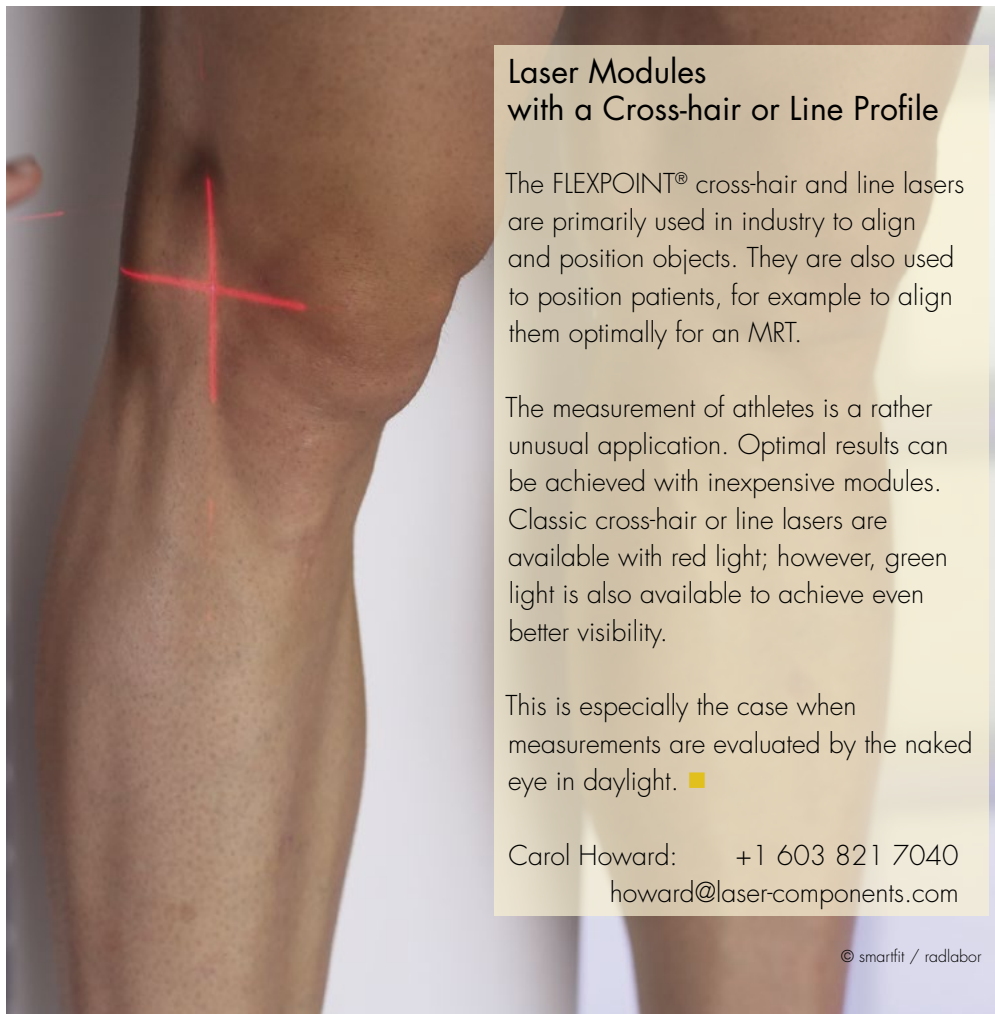 Laser Modules
with a Cross-hair or Line Profile
The FLEXPOINT® cross-hair and line lasers
are primarily used in industry to align
and position objects. They are also used
to position patients, for example to align
them optimally for an MRT.
The measurement of athletes is a rather
unusual application. Optimal results can
be achieved with inexpensive modules.
Classic cross-hair or line lasers are
available with red light; however, green
light is also available to achieve even
better visibility.
This is especially the case when
measurements are evaluated by the naked
eye in daylight.
Carol Howard: +1 603 821 7040
howard@laser-components.com
© smartfit / radlabor